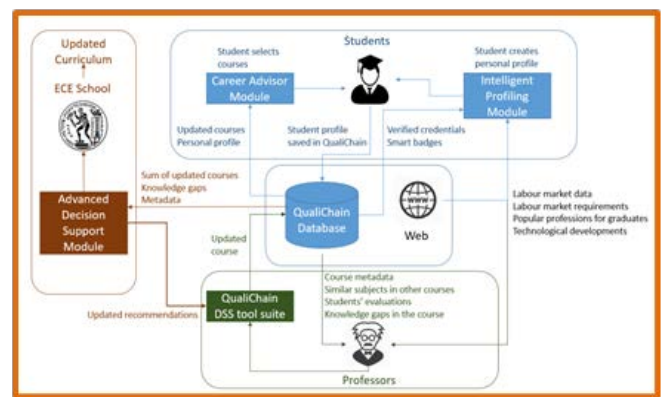 Updated
Curriculum
ECE School
Advanced
Decision
Support
Module
Students
Student selects
courses
Career Advisor
Module
Student creates
personal profile
Intelligent
Profiling
Module
Updated courses
Personal profile
Student profile
saved in QualiChain
Verified credentials
Smart badges
Sum of updated courses
Knowledge gaps
Metadata
QualiChain
Database
WWW
Web
Labour market data
Labour market requirements
Popular professions for graduates
Technological developments
Updated
course
Course metadata
Similar subjects in other courses
Students' evaluations
Knowledge gaps in the course
QualiChain
DSS tool suite
Updated recommendations
Professors